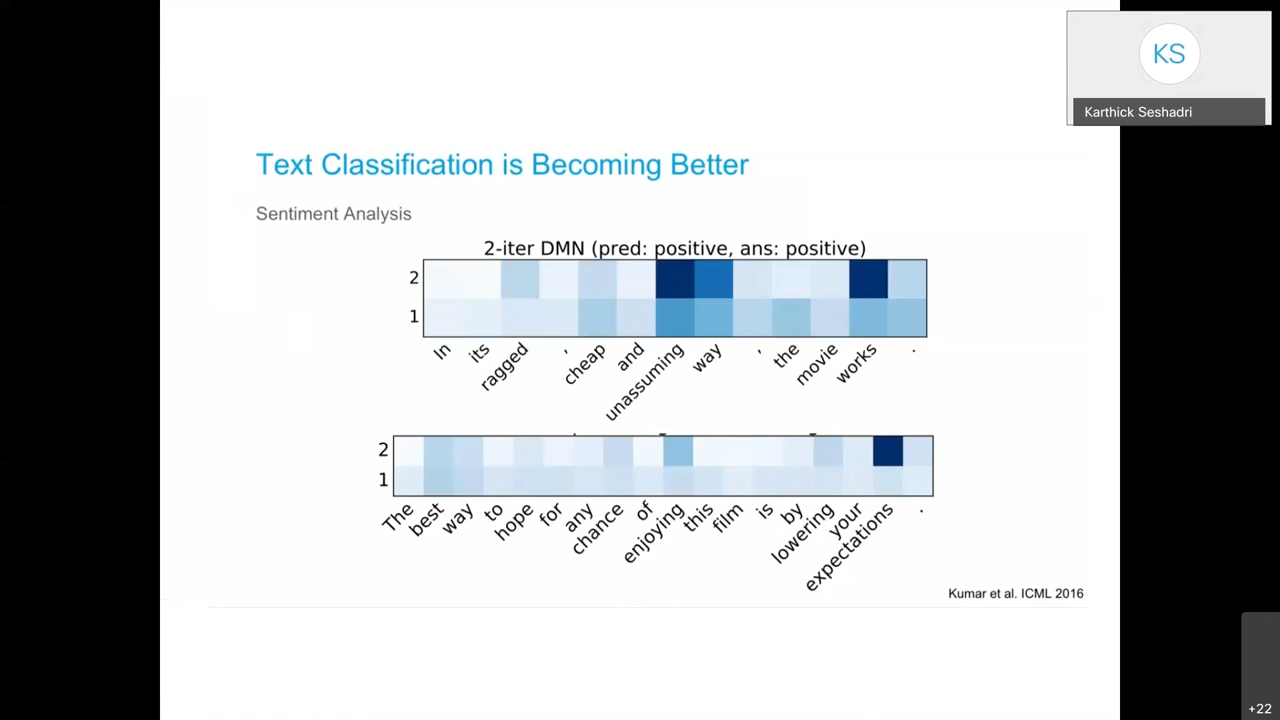 KS
Karthick Seshadri
Text Classification is Becoming Better
Sentiment Analysis
2-iter DMN (pred: positive, ans: positive)
2
1
In its ragged , cheap and unassuming way , the movie works .
2
1
The best way to hope for any chance of enjoying this film is by lowering your expectations .
Kumar et al. ICML 2016
+22